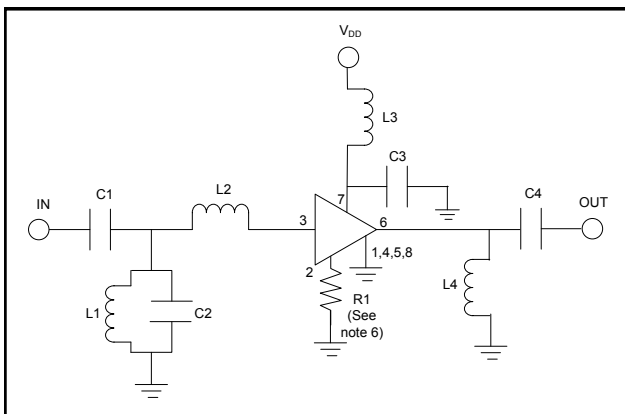 VDD
L3
C3
C1
L2
C4
IN
OUT
7
3
6
1,4,5,8
2
L1
C2
R1
(See
note 6)
L4